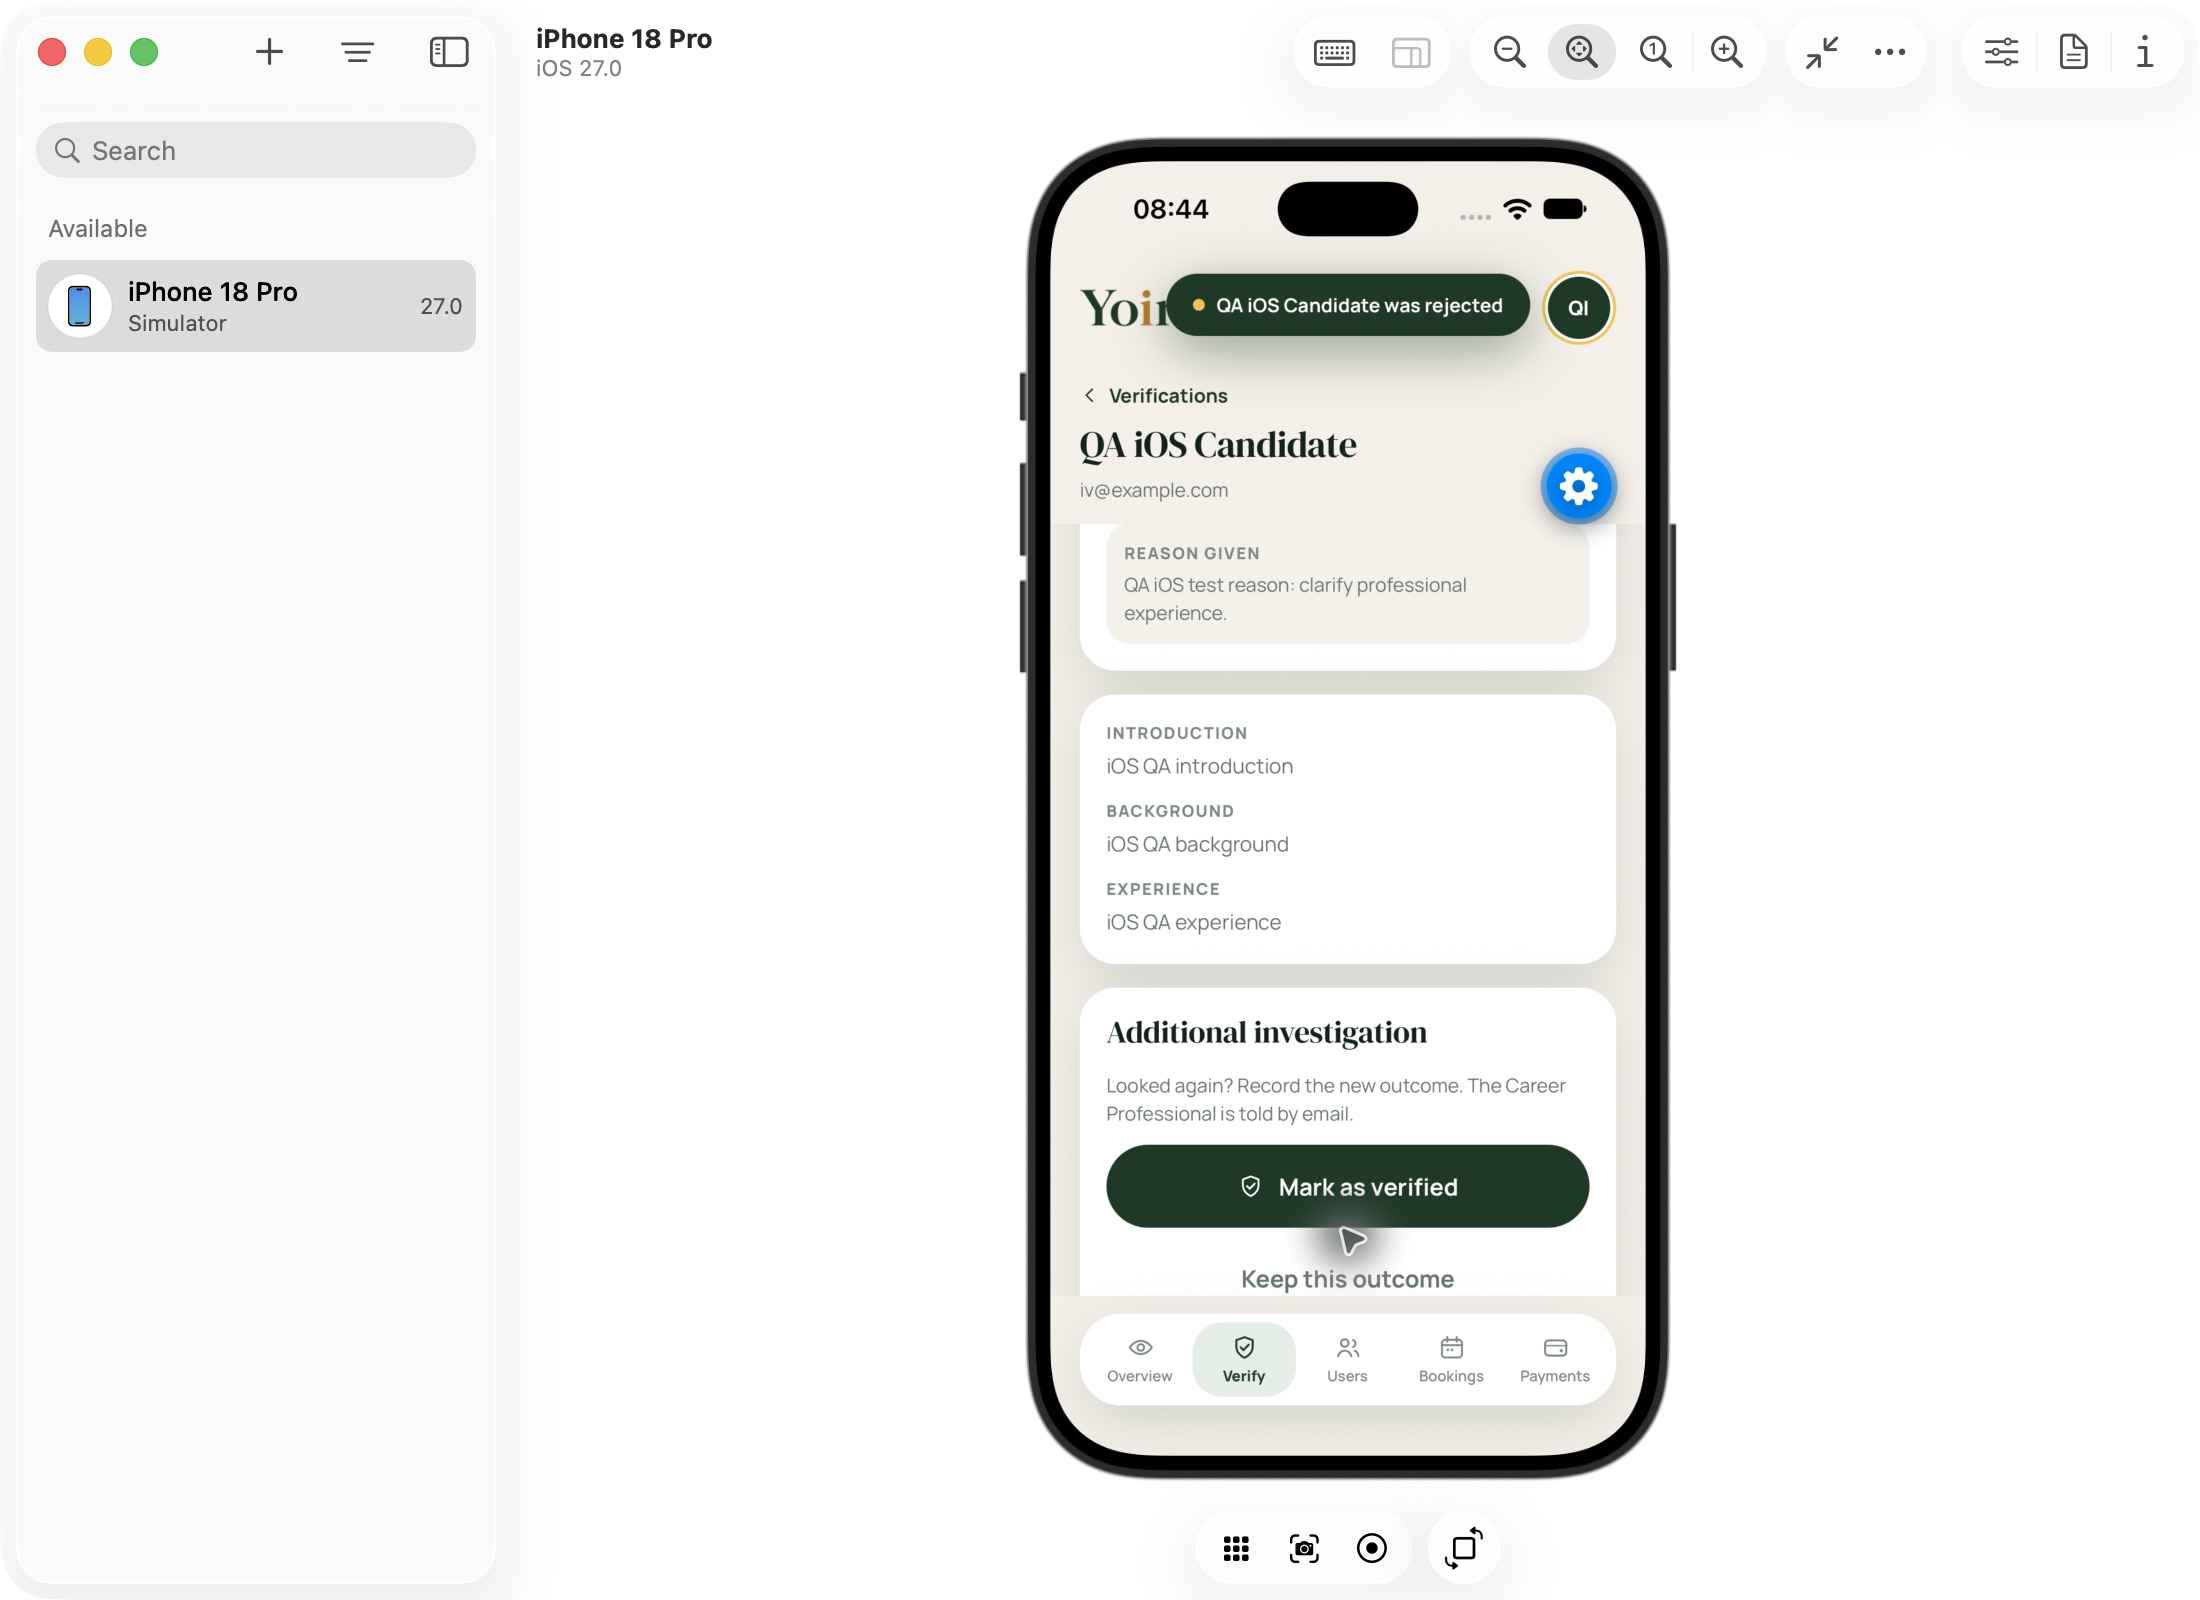 iPhone 18 Pro
iOS 27.0
Search
Available
iPhone 18 Pro
Simulator
27.0
08:44
QA iOS Candidate was rejected
QI
Verifications
QA iOS Candidate
iv@example.com
REASON GIVEN
QA iOS test reason: clarify professional
experience.
INTRODUCTION
iOS QA introduction
BACKGROUND
iOS QA background
EXPERIENCE
iOS QA experience
Additional investigation
Looked again? Record the new outcome. The Career
Professional is told by email.
Mark as verified
Keep this outcome
Overview
Verify
Users
Bookings
Payments